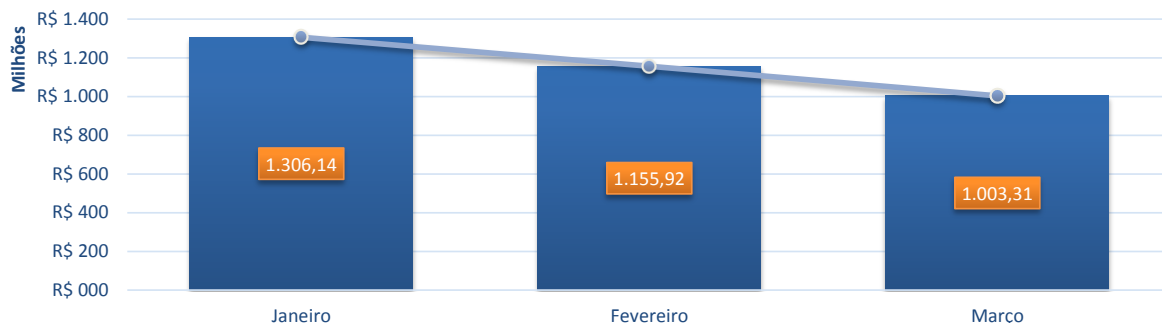 Milhões
R$ 1.400
R$ 1.200
R$ 1.000
R$ 800
R$ 600
R$ 400
R$ 200
R$ 000
1.306,14
1.155,92
1.003,31
Janeiro
Fevereiro
Março